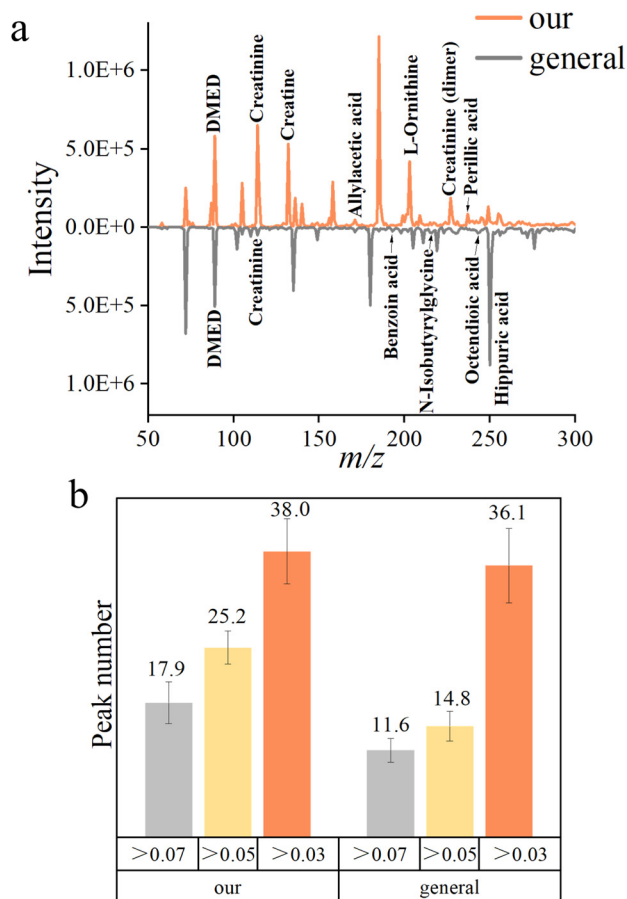 a
our
general
Intensity
1.0E+6
5.0E+5
0.0E+0
5.0E+5
1.0E+6
DMED
Creatinine
Creatine
Allylacetic acid
L-Ornithine
Creatinine (dimer)
Perillic acid
DMED
Creatinine
Benzoin acid
N-Isobutyrylglycine
Octendioic acid
Hippuric acid
50 100 150 200 250 300
m/z
b
Peak number
17.9 25.2 38.0 11.6 14.8 36.1
>0.07 >0.05 >0.03 >0.07 >0.05 >0.03
our general